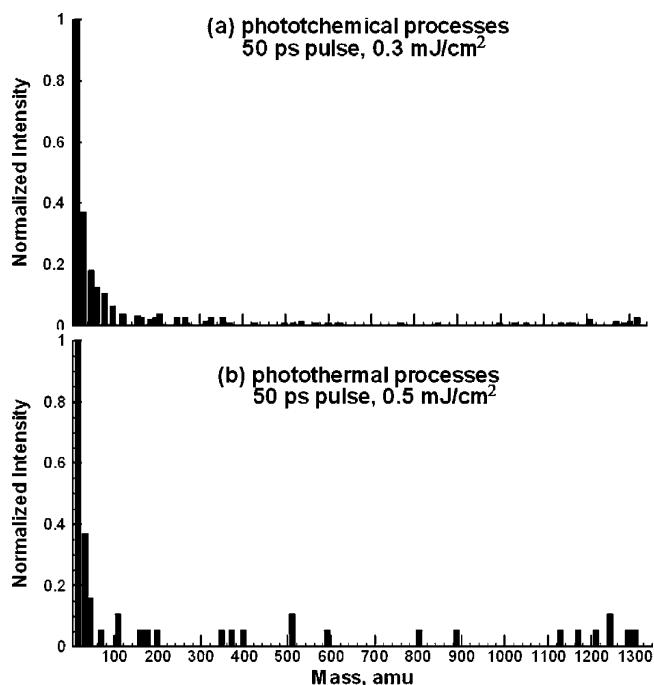 (a) phototchemical processes
50 ps pulse, 0.3 mJ/cm²
Normalized Intensity
1
0.8
0.6
0.4
0.2
0
(b) photothermal processes
50 ps pulse, 0.5 mJ/cm²
Normalized Intensity
1
0.8
0.6
0.4
0.2
0
100 200 300 400 500 600 700 800 900 1000 1100 1200 1300
Mass, amu